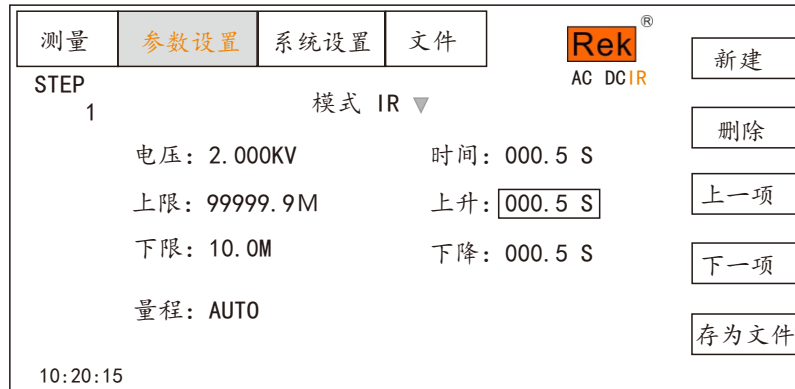 测量 参数设置 系统设置 文件 Rek®
AC DCIR
新建
STEP
1
模式 IR
删除
电压: 2.000KV 时间: 000.5 S
上限: 99999.9M 上升: 000.5 S
上一项
下限: 10.0M 下降: 000.5 S
下一项
量程: AUTO
存为文件
10:20:15